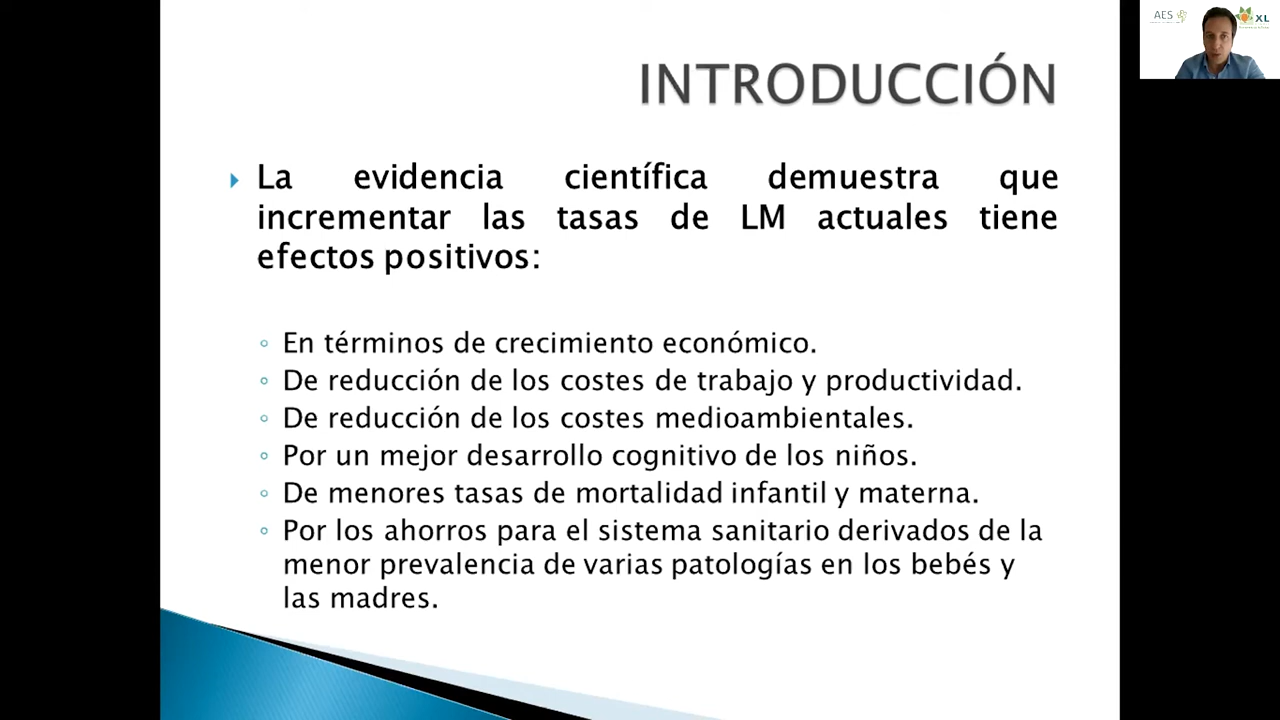 AES
XL
INTRODUCCIÓN
La evidencia científica demuestra que
incrementar las tasas de LM actuales tiene
efectos positivos:
En términos de crecimiento económico.
De reducción de los costes de trabajo y productividad.
De reducción de los costes medioambientales.
Por un mejor desarrollo cognitivo de los niños.
De menores tasas de mortalidad infantil y materna.
Por los ahorros para el sistema sanitario derivados de la
menor prevalencia de varias patologías en los bebés y
las madres.